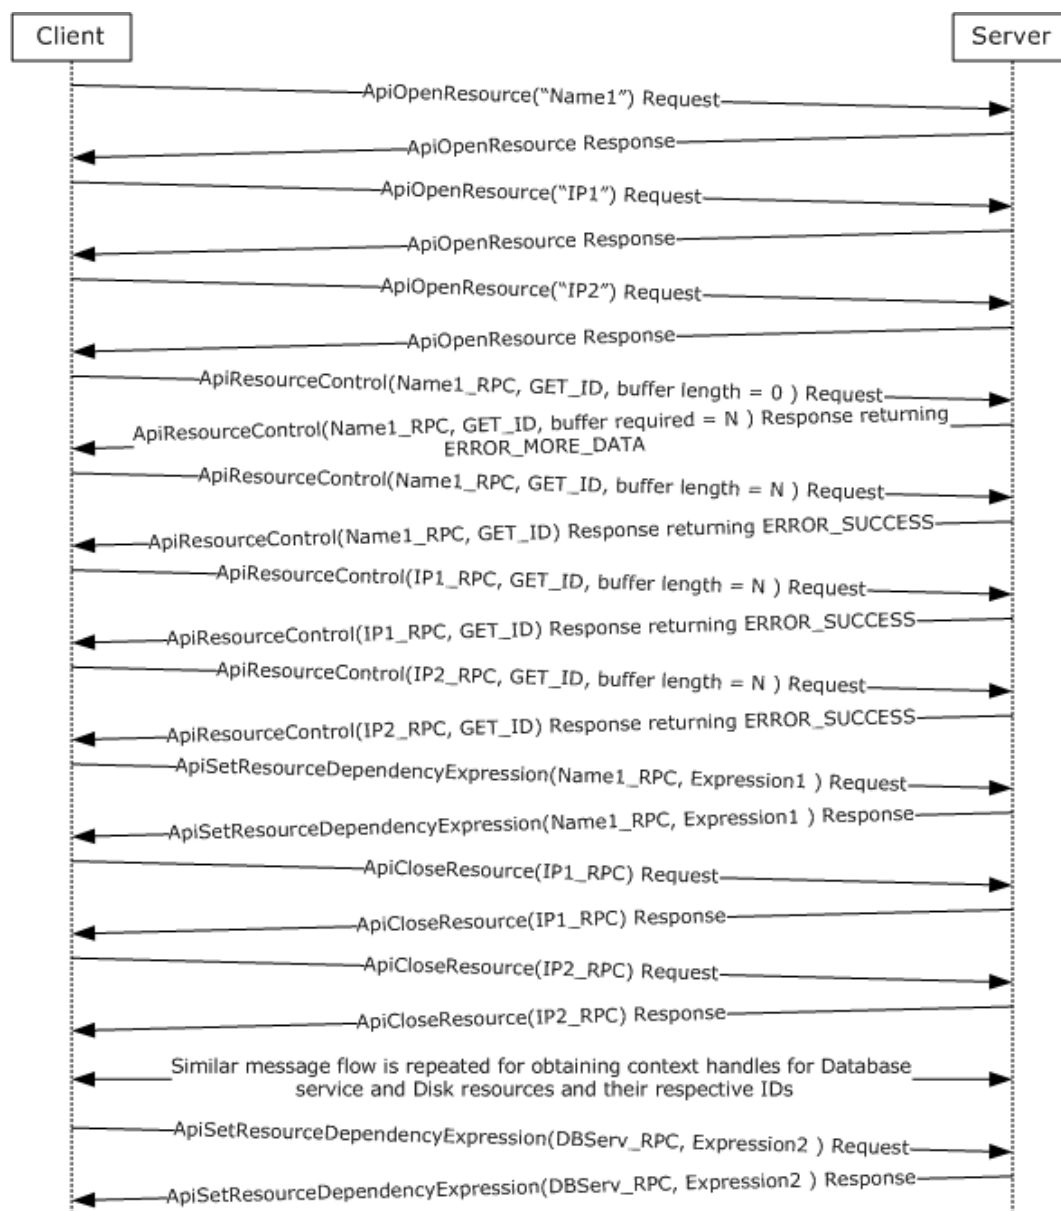 Client
Server
ApiOpenResource(“Name1”) Request
ApiOpenResource Response
ApiOpenResource(“IP1”) Request
ApiOpenResource Response
ApiOpenResource(“IP2”) Request
ApiOpenResource Response
ApiResourceControl(Name1_RPC, GET_ID, buffer length = 0 ) Request
ApiResourceControl(Name1_RPC, GET_ID, buffer required = N ) Response returning
ERROR_MORE_DATA
ApiResourceControl(Name1_RPC, GET_ID, buffer length = N ) Request
ApiResourceControl(Name1_RPC, GET_ID) Response returning ERROR_SUCCESS
ApiResourceControl(IP1_RPC, GET_ID, buffer length = N ) Request
ApiResourceControl(IP1_RPC, GET_ID) Response returning ERROR_SUCCESS
ApiResourceControl(IP2_RPC, GET_ID, buffer length = N ) Request
ApiResourceControl(IP2_RPC, GET_ID) Response returning ERROR_SUCCESS
ApiSetResourceDependencyExpression(Name1_RPC, Expression1 ) Request
ApiSetResourceDependencyExpression(Name1_RPC, Expression1 ) Response
ApiCloseResource(IP1_RPC) Request
ApiCloseResource(IP1_RPC) Response
ApiCloseResource(IP2_RPC) Request
ApiCloseResource(IP2_RPC) Response
Similar message flow is repeated for obtaining context handles for Database
service and Disk resources and their respective IDs
ApiSetResourceDependencyExpression(DBServ_RPC, Expression2 ) Request
ApiSetResourceDependencyExpression(DBServ_RPC, Expression2 ) Response